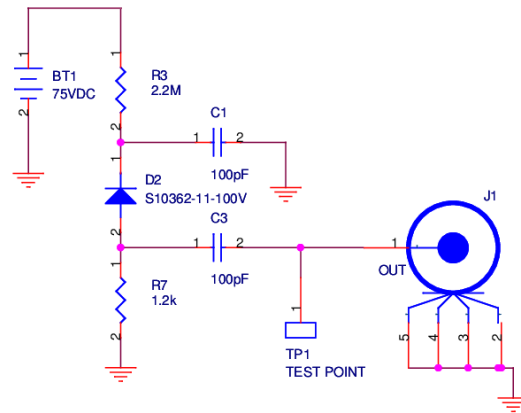 1
BT1
75VDC
2
1
R3
2.2M
2
C1
1
2
100pF
1
D2
S10362-11-100V
2
C3
1
2
100pF
1
R7
1.2k
2
1
TP1
TEST POINT
J1
1
OUT
5
4
3
2